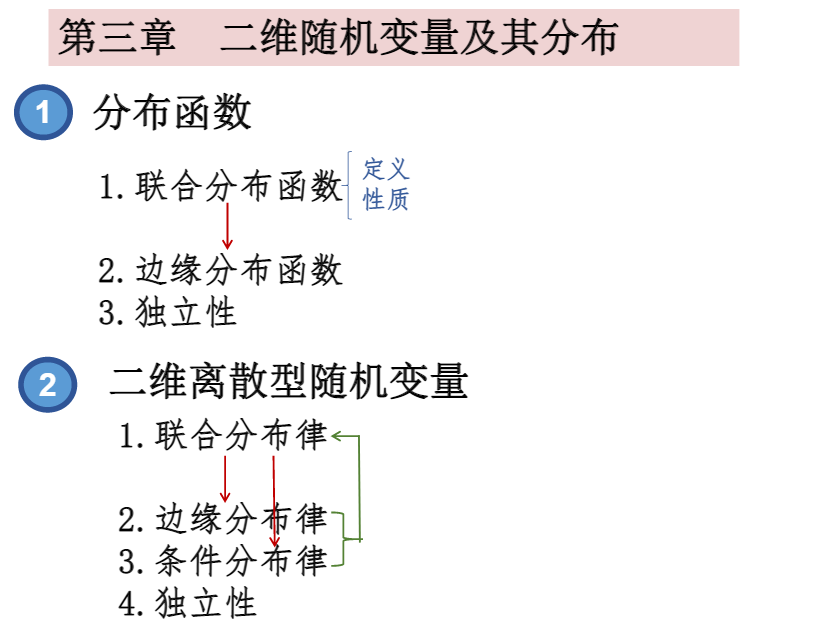 第三章 二维随机变量及其分布
1 分布函数
1.联合分布函数 定义
性质
2.边缘分布函数
3.独立性
2 二维离散型随机变量
1.联合分布律
2.边缘分布律
3.条件分布律
4.独立性